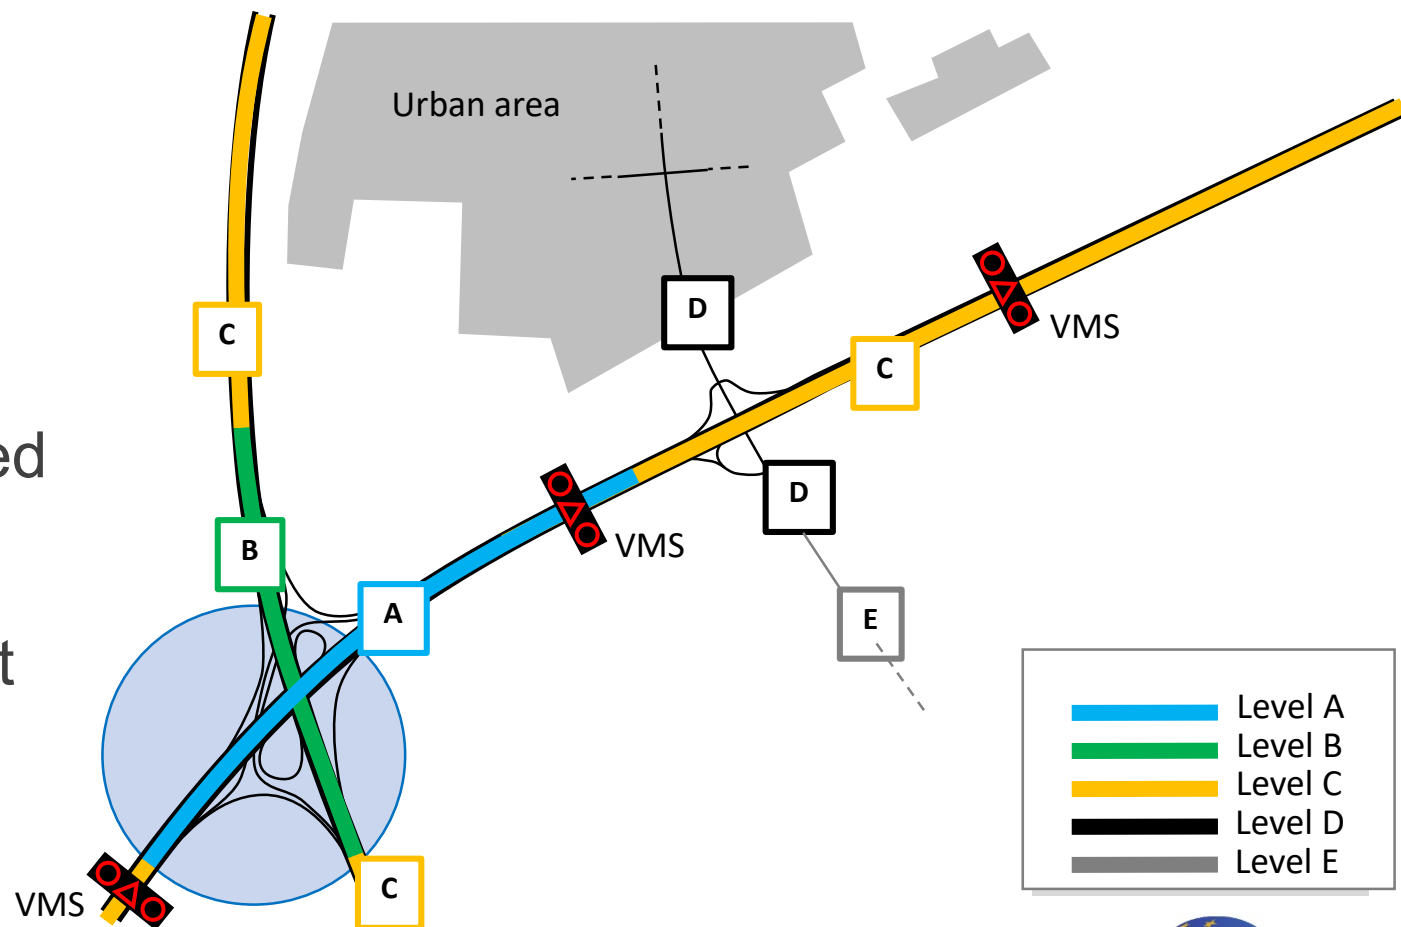 Urban area
D
C
VMS
C
ed
D
VMS
B
A
E
t
Level A
Level B
Level C
Level D
Level E
VMS
C